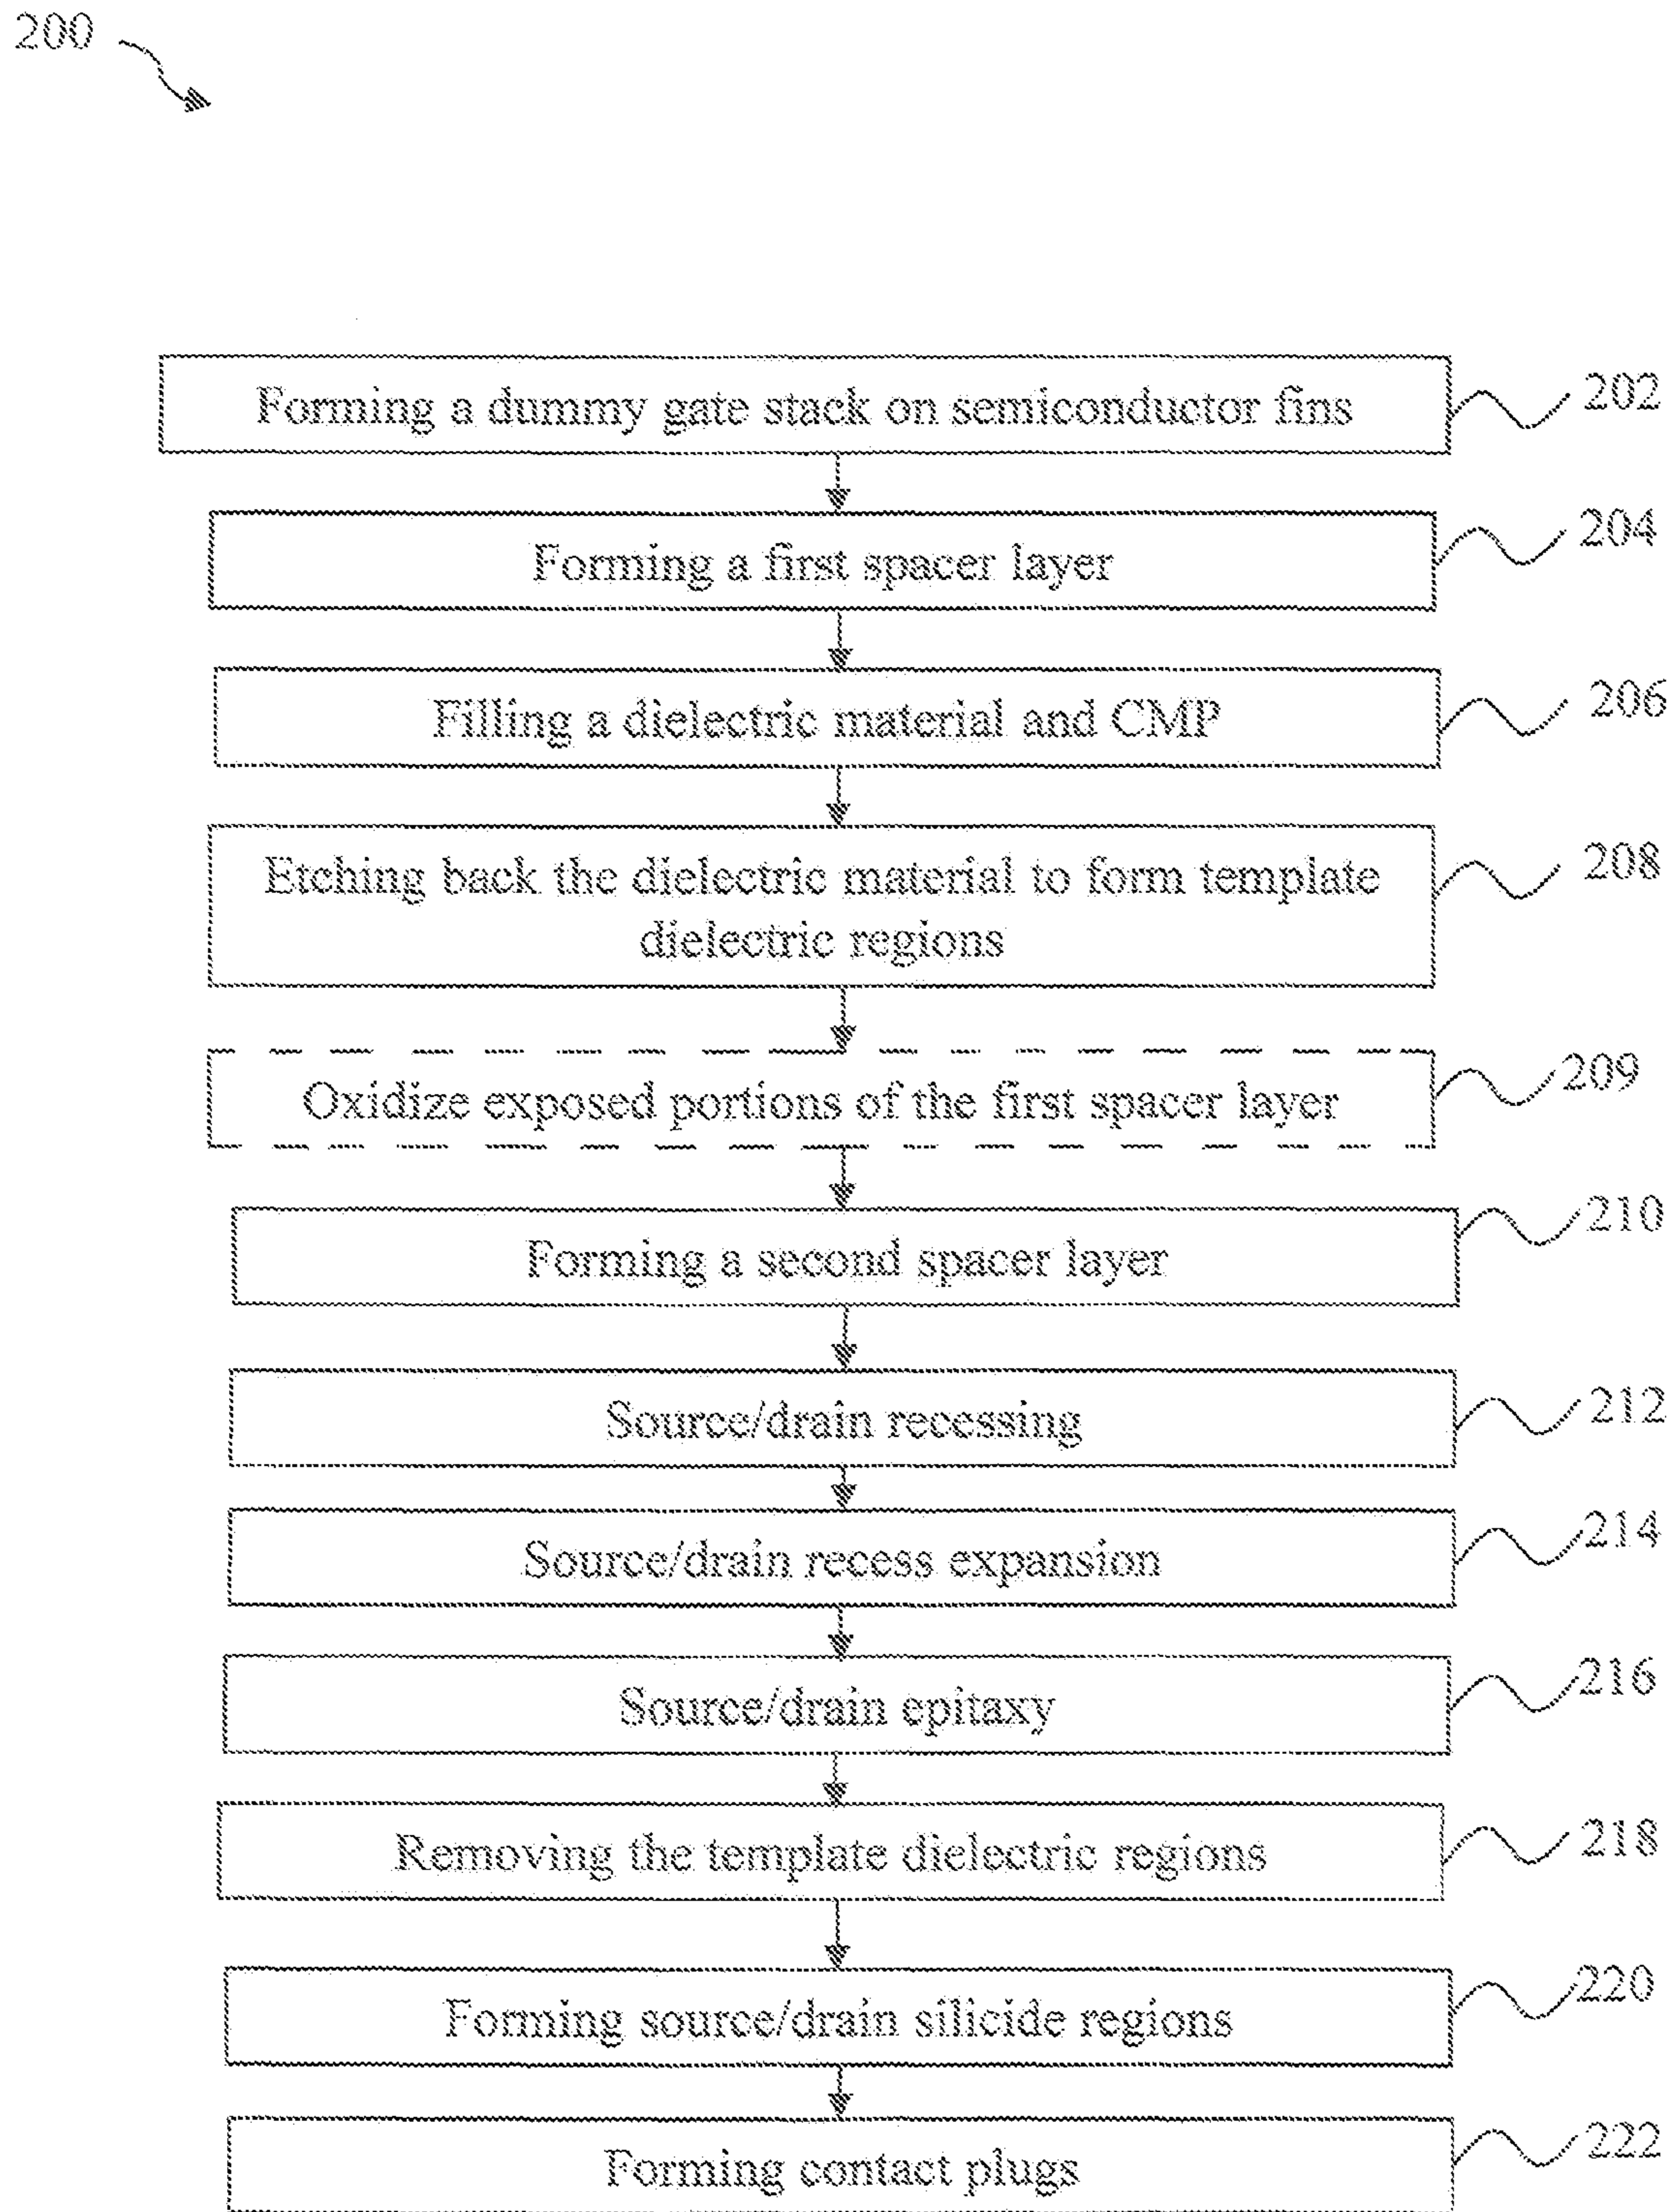 200
Forming a dummy gate stack on semiconductor fins
202
Forming a first spacer layer
204
Filling a dielectric material and CMP
206
Etching back the dielectric material to form template
dielectric regions
208
Oxidize exposed portions of the first spacer layer
209
Forming a second spacer layer
210
Source/drain recessing
212
Source/drain recess expansion
214
Source/drain epitaxy
216
Removing the template dielectric regions
218
Forming source/drain silicide regions
220
Forming contact plugs
222